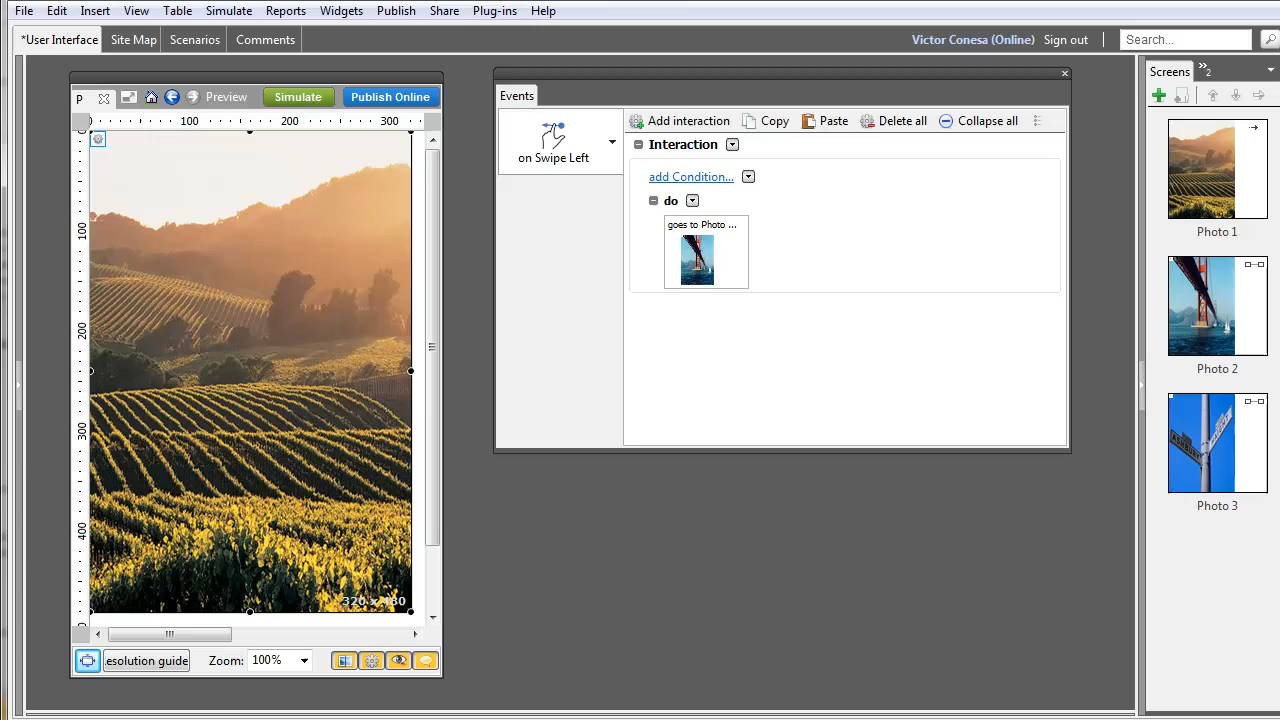 File Edit Insert View Table Simulate Reports Widgets Publish Share Plug-ins Help
*User Interface Site Map Scenarios Comments Victor Conesa (Online) Sign out Search...
P Preview Simulate Publish Online
0 100 200 300
100
200
300
400
320 x 480
esolution guide Zoom: 100%
Events
on Swipe Left
Add interaction Copy Paste Delete all Collapse all
Interaction
add Condition...
do
goes to Photo ...
Screens 2
Photo 1
Photo 2
ASHBURY
Photo 3